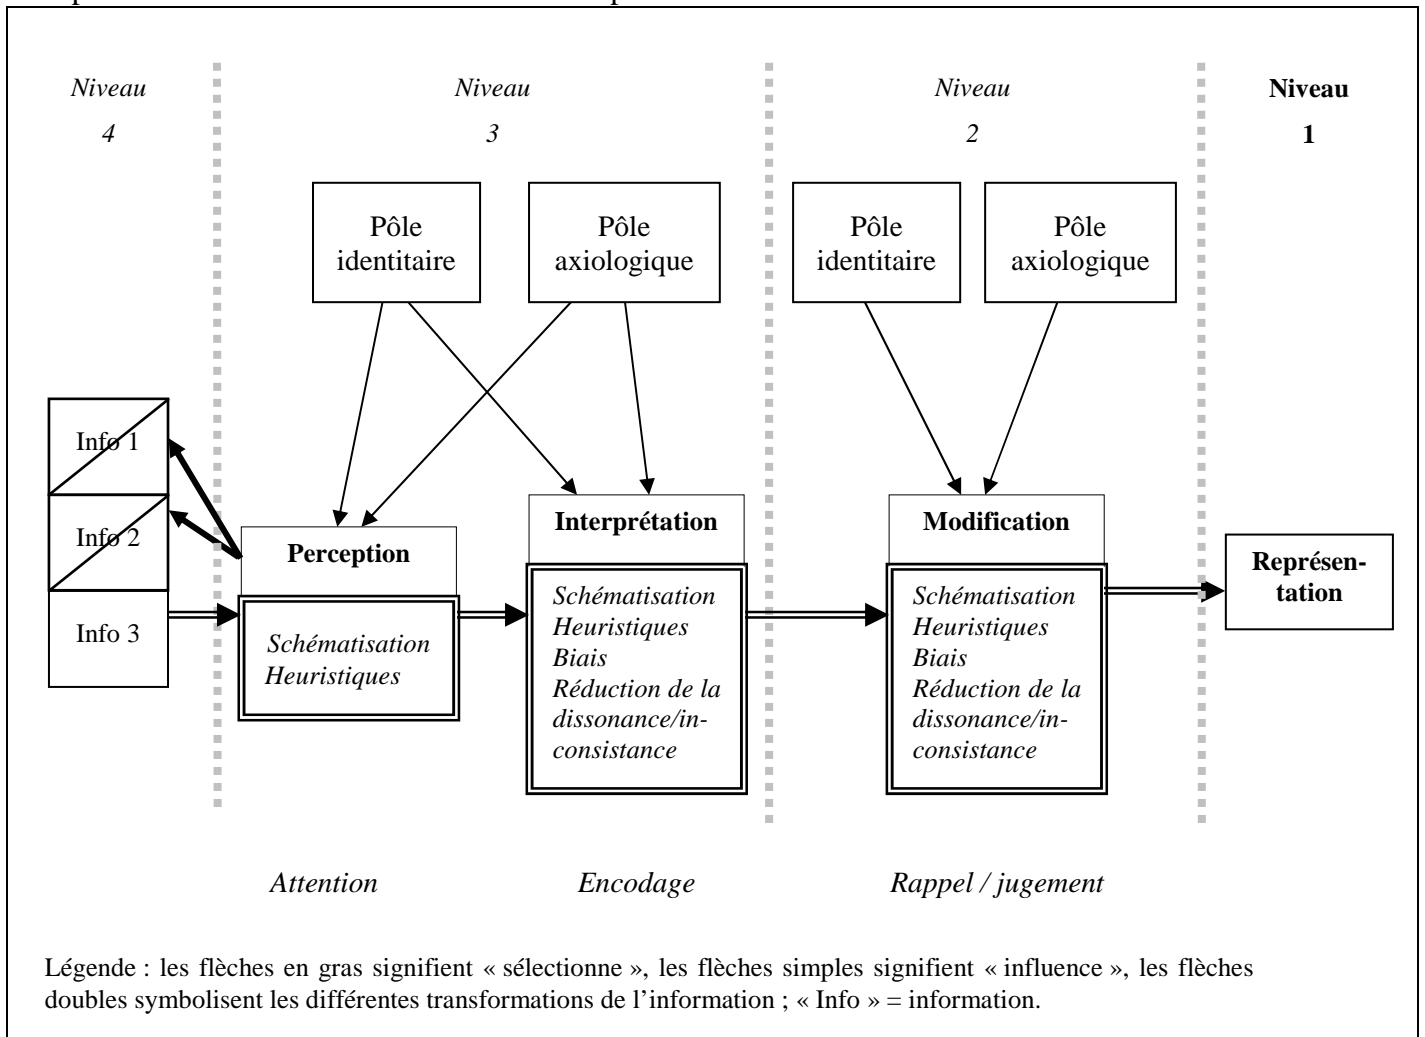 Niveau
4
Niveau
3
Niveau
2
Niveau
1
Pôle
identitaire
Pôle
axiologique
Pôle
identitaire
Pôle
axiologique
Info 1
Info 2
Info 3
Perception
Schématisation
Heuristiques
Interprétation
Schématisation
Heuristiques
Biais
Réduction de la
dissonance/in-
consistance
Modification
Schématisation
Heuristiques
Biais
Réduction de la
dissonance/in-
consistance
Représen-
tation
Attention
Encodage
Rappel / jugement
Légende : les flèches en gras signifient « sélectionne », les flèches simples signifient « influence », les flèches
doubles symbolisent les différentes transformations de l’information ; « Info » = information.